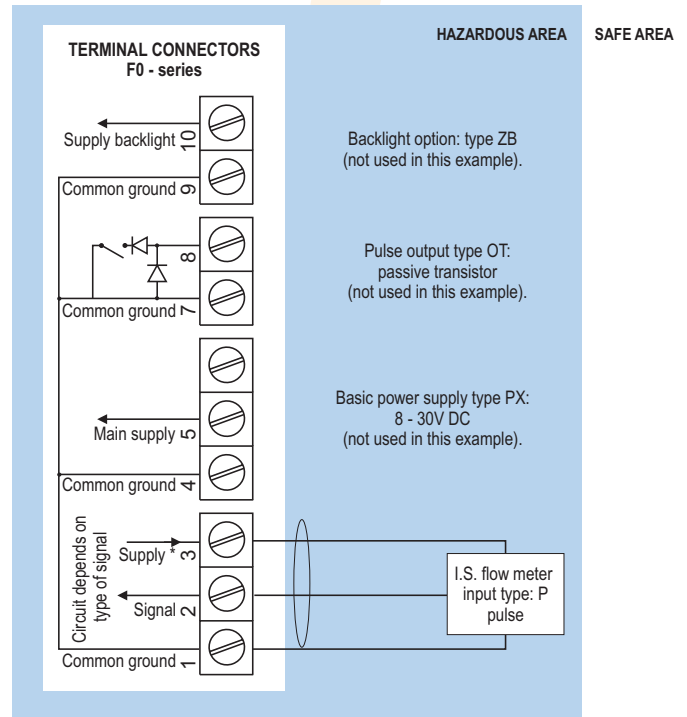 HAZARDOUS AREA
SAFE AREA
TERMINAL CONNECTORS
F0 - series
Supply backlight 10
Common ground 9
Backlight option: type ZB
(not used in this example).
8
Common ground 7
Pulse output type OT:
passive transistor
(not used in this example).
Main supply 5
Common ground 4
Basic power supply type PX:
8 - 30V DC
(not used in this example).
Circuit depends on
type of signal
Supply * 3
Signal 2
Common ground 1
I.S. flow meter
input type: P
pulse